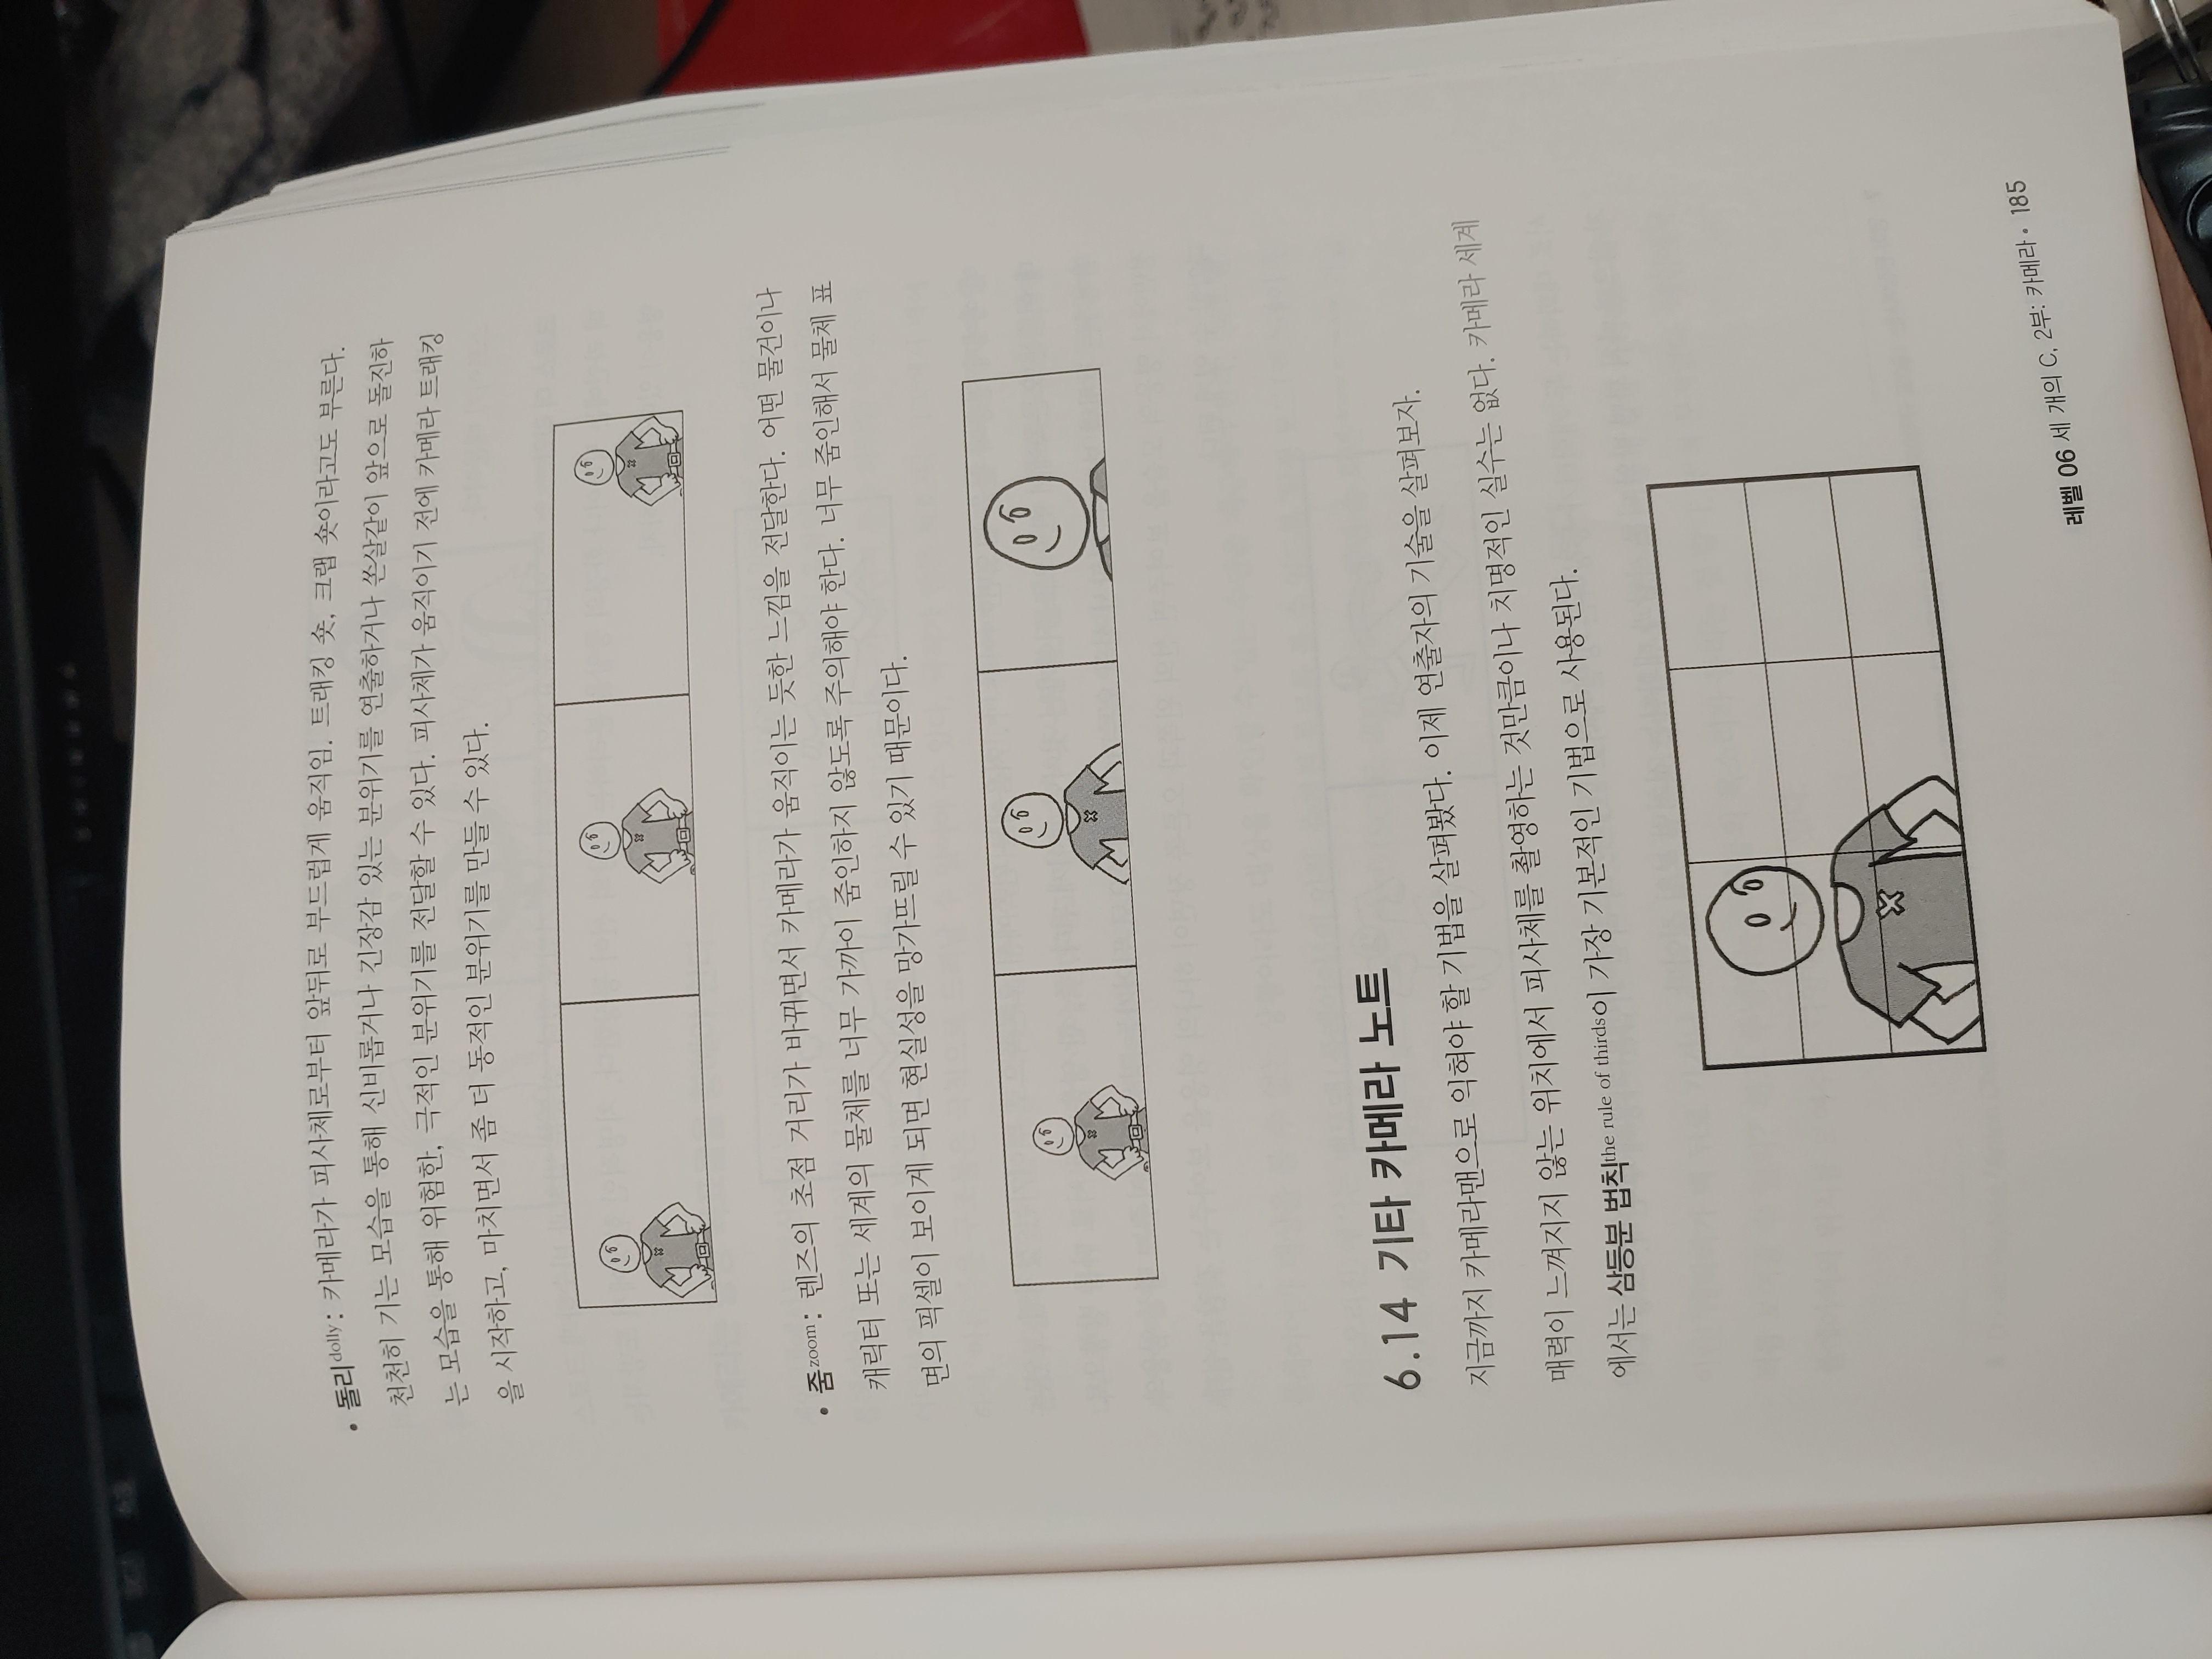 • 돌리dolly: 카메라가 피사체로부터 앞뒤로 부드럽게 움직임. 트래킹 숏, 크랩 숏이라고도 부른다.
천천히 기는 모습을 통해 신비롭거나 긴장감 있는 분위기를 연출하거나 쏜살같이 앞으로 돌진하
는 모습을 통해 위험한, 극적인 분위기를 전달할 수 있다. 피사체가 움직이기 전에 카메라 트래킹
을 시작하고, 마치면서 좀 더 동적인 분위기를 만들 수 있다.
• 줌zoom: 렌즈의 초점 거리가 바뀌면서 카메라가 움직이는 듯한 느낌을 전달한다. 어떤 물건이나
캐릭터 또는 세계의 물체를 너무 가까이 줌인하지 않도록 주의해야 한다. 너무 줌인해서 물체 표
면의 픽셀이 보이게 되면 현실성을 망가뜨릴 수 있기 때문이다.
6.14 기타 카메라 노트
지금까지 카메라맨으로 익혀야 할 기법을 살펴봤다. 이제 연출자의 기술을 살펴보자.
매력이 느껴지지 않는 위치에서 피사체를 촬영하는 것만큼이나 치명적인 실수는 없다. 카메라 세계
에서는 삼등분 법칙the rule of thirds이 가장 기본적인 기법으로 사용된다.
레벨 06 세 개의 C, 2부: 카메라 • 185